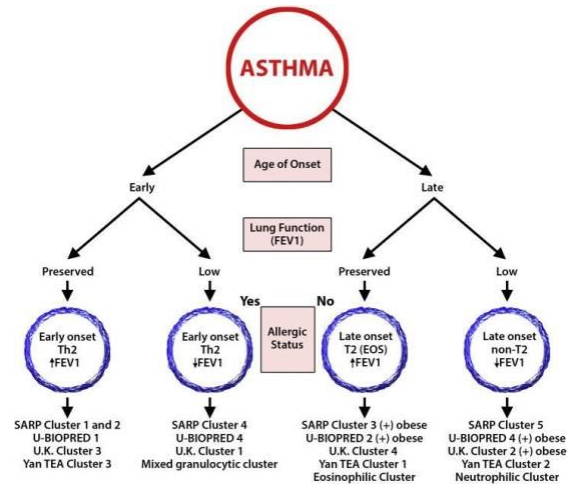 ASTHMA
Age of Onset
Early
Late
Lung Function
(FEV1)
Preserved
Low
Preserved
Low
Yes
No
Allergic
Status
Early onset
Th2
↑FEV1
Early onset
Th2
↓FEV1
Late onset
T2 (EOS)
↑FEV1
Late onset
non-T2
↓FEV1
SARP Cluster 1 and 2
U-BIOPRED 1
U.K. Cluster 3
Yan TEA Cluster 3
SARP Cluster 4
U-BIOPRED 4
U.K. Cluster 1
Mixed granulocytic cluster
SARP Cluster 3 (+) obese
U-BIOPRED 2 (+) obese
U.K. Cluster 4
Yan TEA Cluster 1
Eosinophilic Cluster
SARP Cluster 5
U-BIOPRED 4 (+) obese
U.K. Cluster 2 (+) obese
Yan TEA Cluster 2
Neutrophilic Cluster